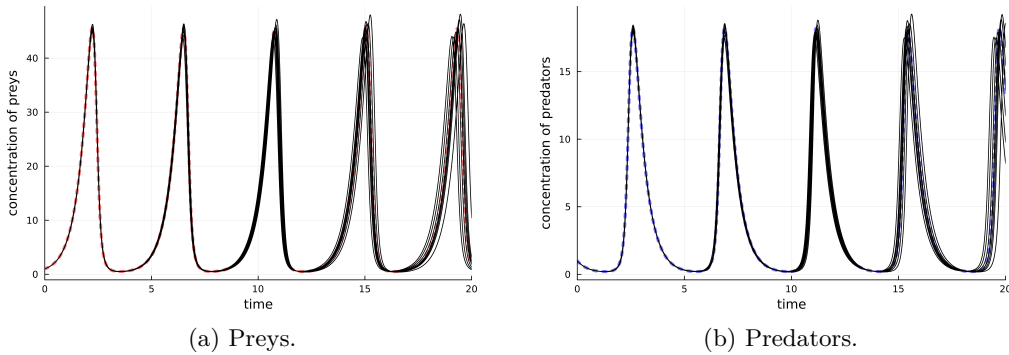 concentration of preys
40
30
20
10
0
0 5 10 15 20
time
(a) Preys.
concentration of predators
15
10
5
0
0 5 10 15 20
time
(b) Predators.